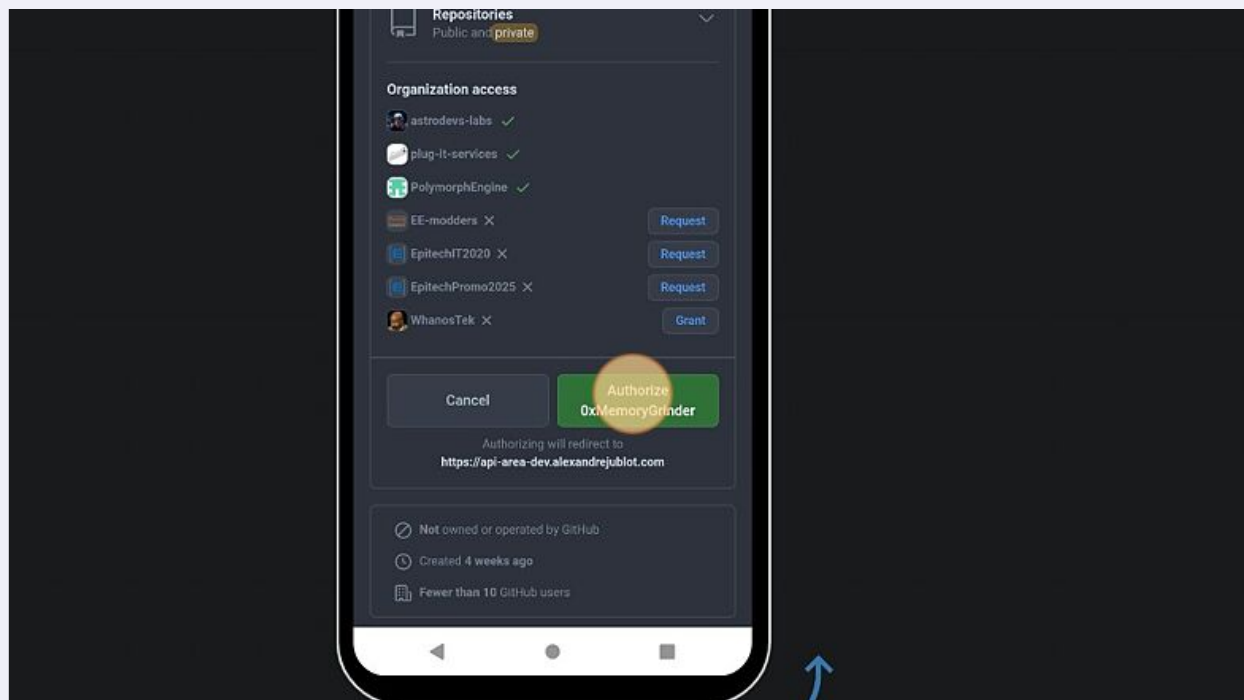 Repositories
Public and private
Organization access
astrodevs-labs
plug-it-services
PolymorphEngine
EE-modders
Request
EpitechIT2020
Request
EpitechPromo2025
Request
WhanosTek
Grant
Cancel
Authorize
0xMemoryGrinder
Authorizing will redirect to
https://api-area-dev.alexandrejublot.com
Not owned or operated by GitHub
Created 4 weeks ago
Fewer than 10 GitHub users